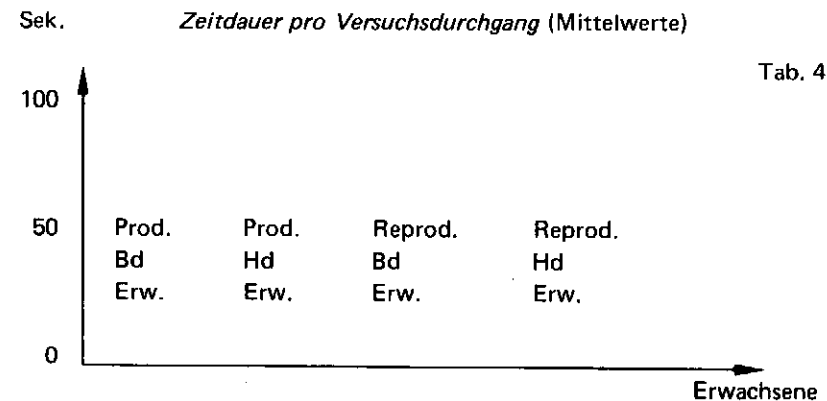 Sek. Zeitdauer pro Versuchsdurchgang (Mittelwerte)
Tab. 4
100
50 Prod. Prod. Reprod. Reprod.
Bd Hd Bd Hd
Erw. Erw. Erw. Erw.
0
Erwachsene